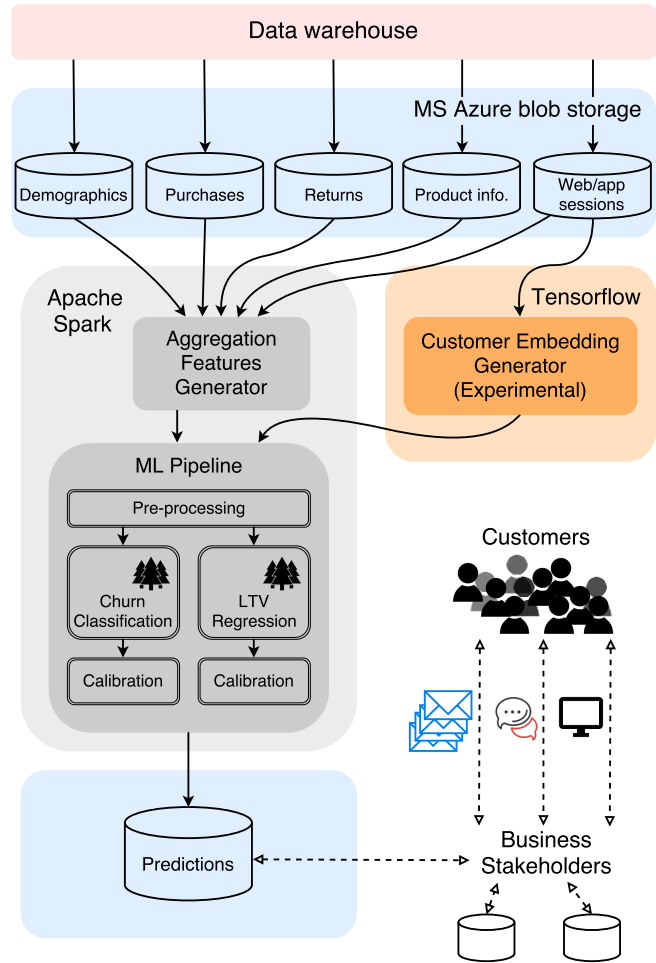 Data warehouse
MS Azure blob storage
Demographics
Purchases
Returns
Product info.
Web/app
sessions
Apache
Spark
Tensorflow
Aggregation
Features
Generator
Customer Embedding
Generator
(Experimental)
ML Pipeline
Pre-processing
Churn
Classification
LTV
Regression
Calibration
Calibration
Customers
Predictions
Business
Stakeholders